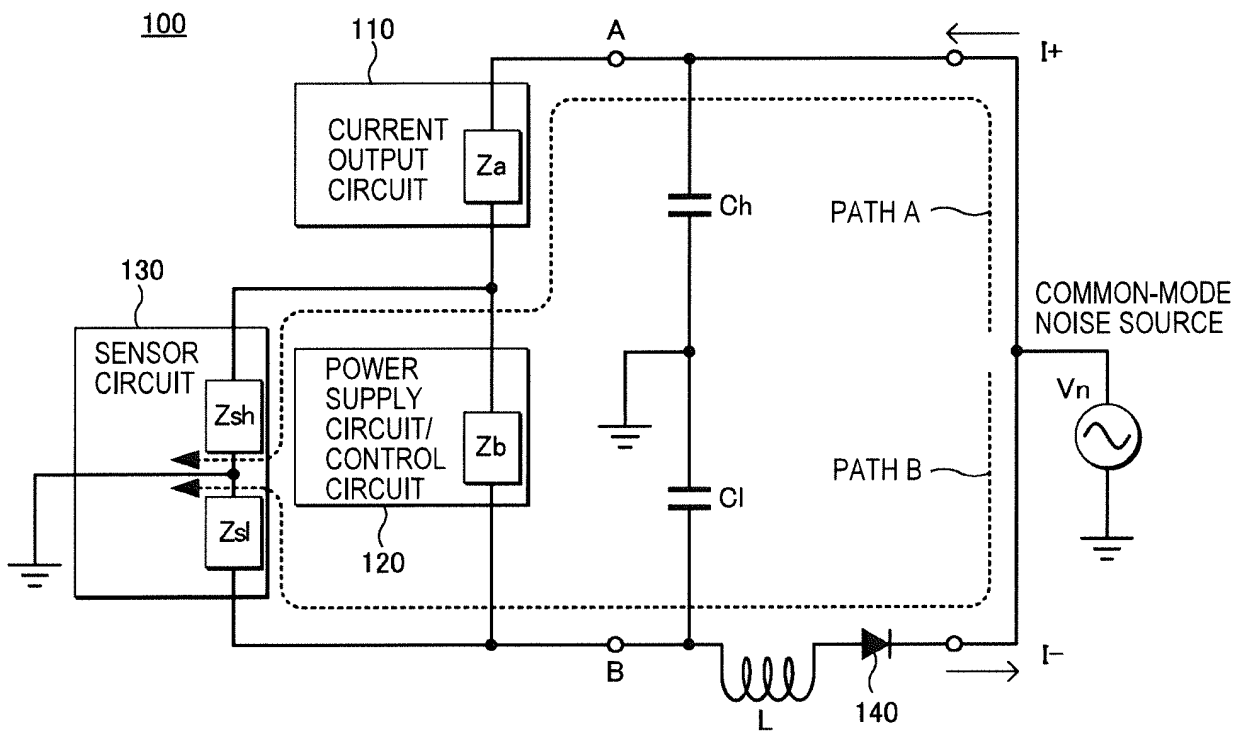 100
110
A
I+
CURRENT
OUTPUT
CIRCUIT
Za
Ch
PATH A
130
COMMON-MODE
NOISE SOURCE
SENSOR
CIRCUIT
POWER
SUPPLY
CIRCUIT/
CONTROL
CIRCUIT
Zsh
Zb
Vn
PATH B
Cl
Zsl
120
B
I-
L
140